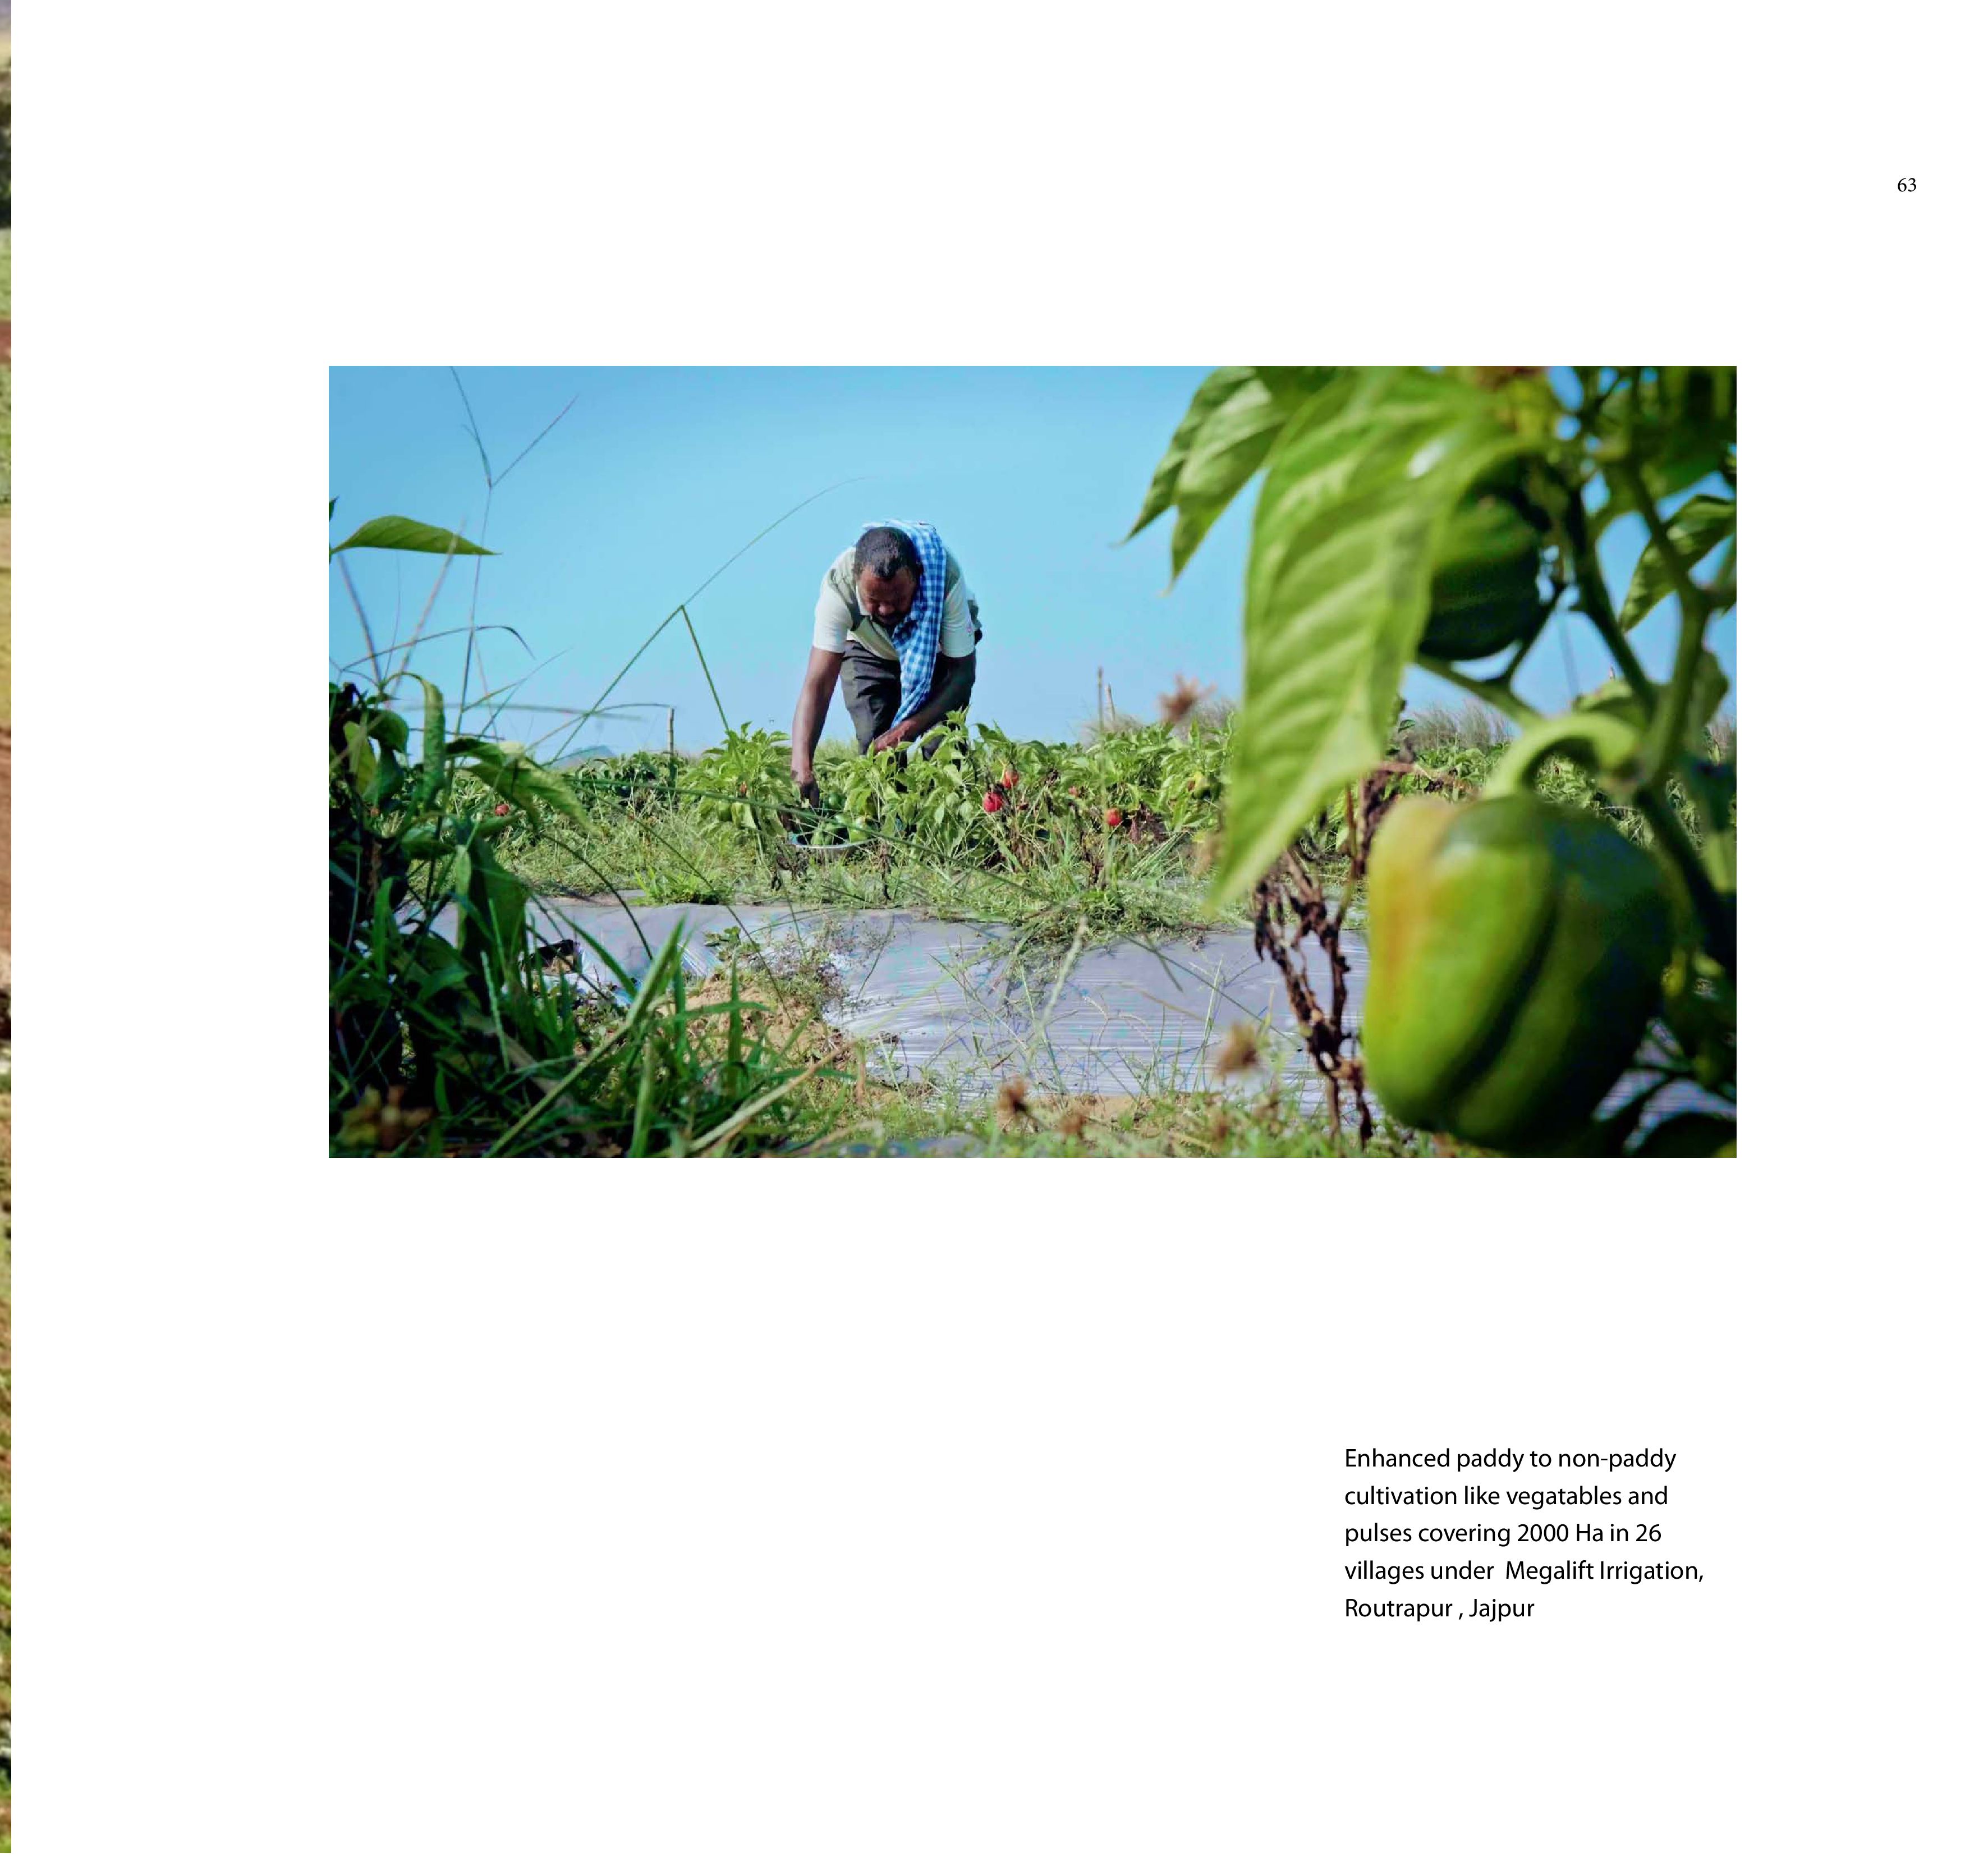 63
Enhanced paddy to non-paddy
cultivation like vegatables and
pulses covering 2000 Ha in 26
villages under  Megalift Irrigation,
Routrapur , Jajpur